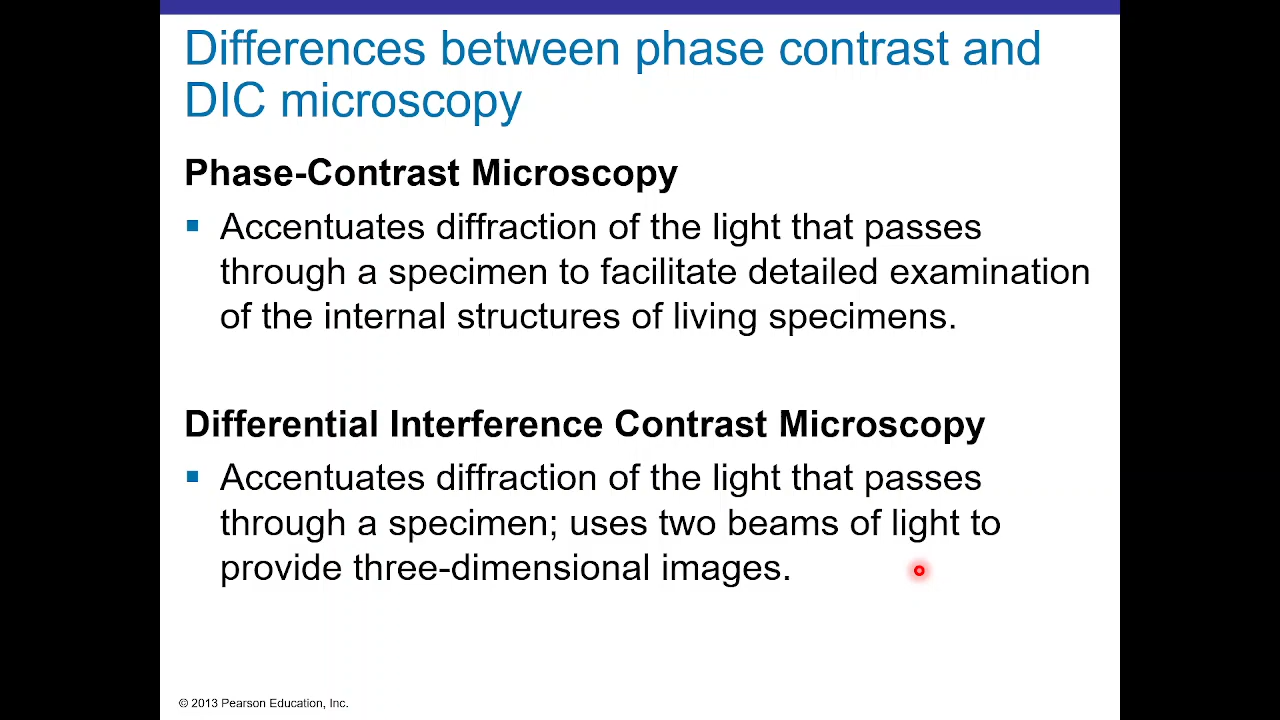 Differences between phase contrast and
DIC microscopy
Phase-Contrast Microscopy
▪ Accentuates diffraction of the light that passes
through a specimen to facilitate detailed examination
of the internal structures of living specimens.
Differential Interference Contrast Microscopy
▪ Accentuates diffraction of the light that passes
through a specimen; uses two beams of light to
provide three-dimensional images.
© 2013 Pearson Education, Inc.